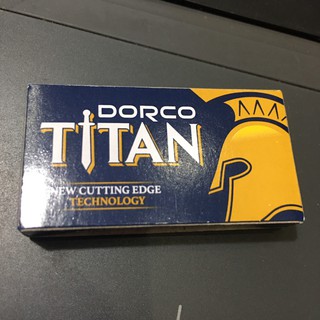 DORCO
TITAN
NEW CUTTING EDGE
TECHNOLOGY